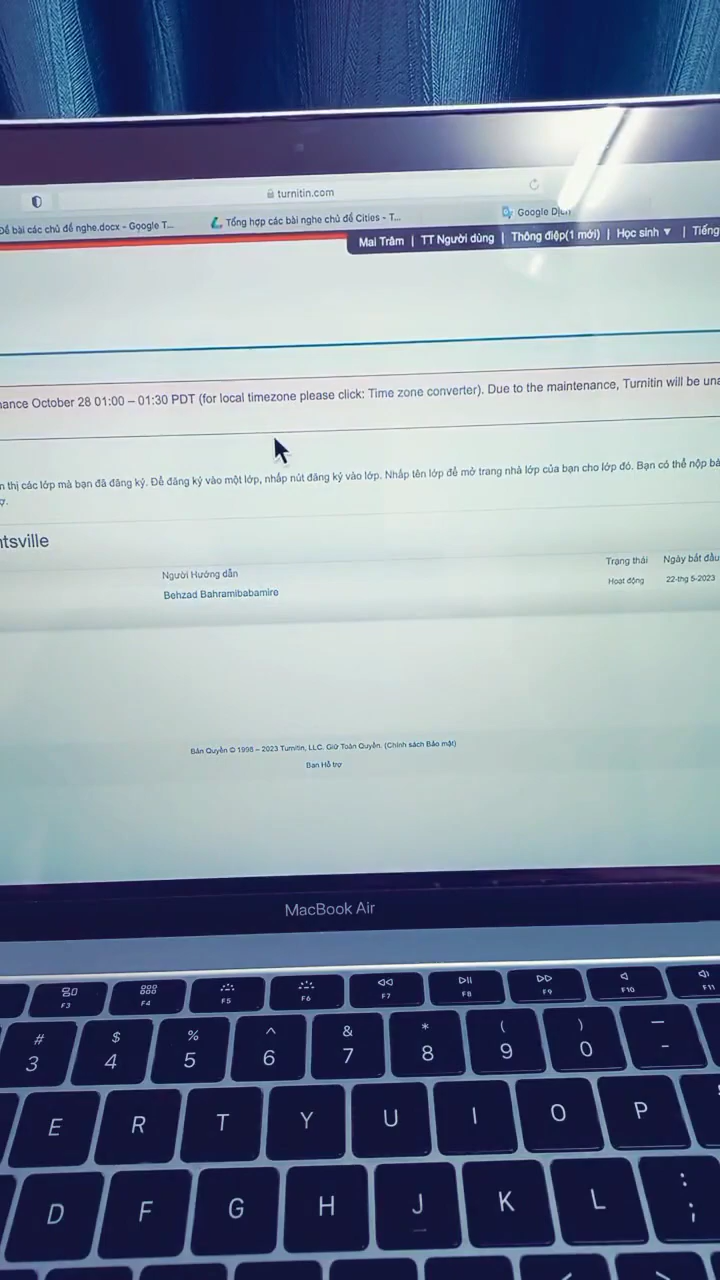 turnitin.com
Đề bài các chủ đề nghe.docx - Google T...
Tổng hợp các bài nghe chủ đề Cities - T...
Google Dịch
Mai Trâm | TT Người dùng | Thông điệp(1 mới) | Học sinh ▼ | Tiếng
nance October 28 01:00 – 01:30 PDT (for local timezone please click: Time zone converter). Due to the maintenance, Turnitin will be una
n thị các lớp mà bạn đã đăng ký. Để đăng ký vào một lớp, nhấp nút đăng ký vào lớp. Nhấp tên lớp để mở trang nhà lớp của bạn cho lớp đó. Bạn có thể nộp bà
ợ.
ntsville
Người Hướng dẫn
Trạng thái
Ngày bắt đầu
Behzad Bahramibabamiro
Hoạt động
22-thg 5-2023
Bản Quyền © 1998 – 2023 Turnitin, LLC. Giữ Toàn Quyền. (Chính sách Bảo mật)
Ban Hỗ trợ
MacBook Air
F3 F4 F5 F6 F7 F8 F9 F10 F11
# $ % ^ & * ( ) —
3 4 5 6 7 8 9 0 -
E R T Y U I O P
D F G H J K L : ;